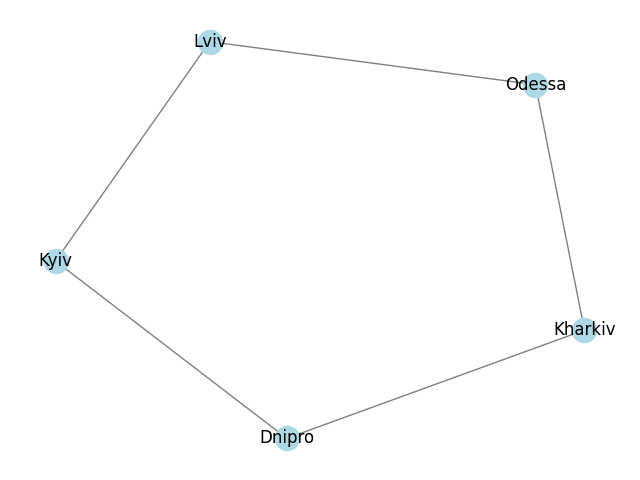 Lviv
Odessa
Kyiv
Kharkiv
Dnipro